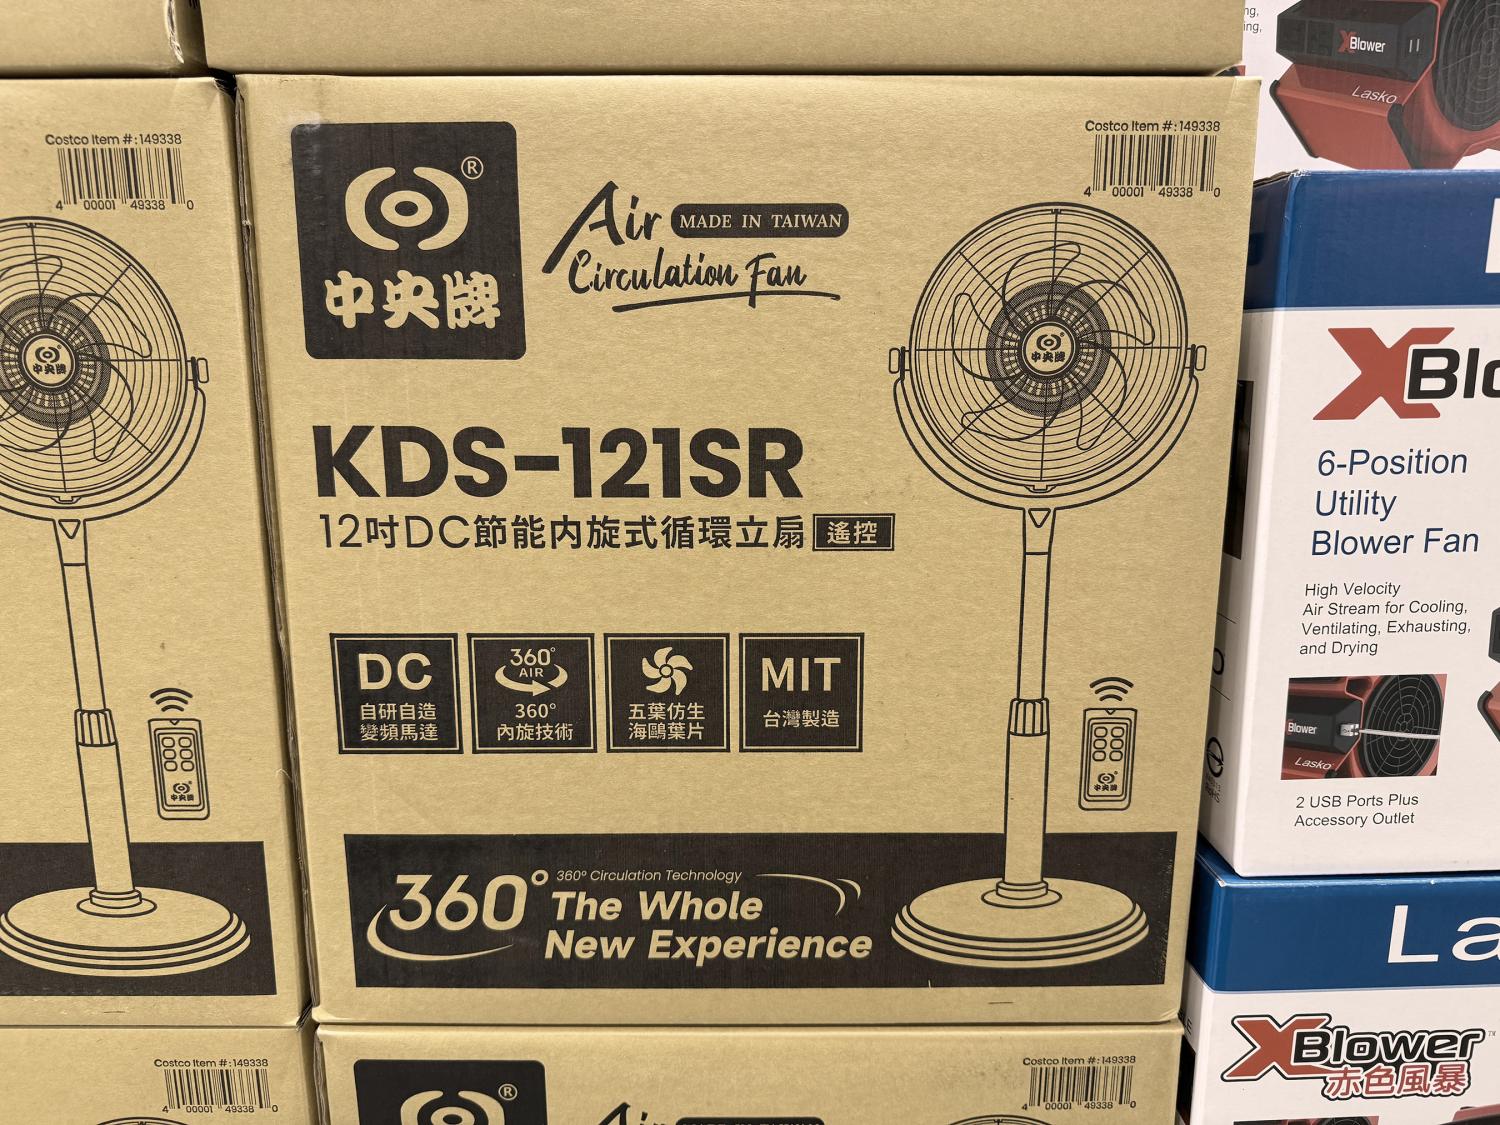 Costco Item #:149338
4 00001 49338 0
中央牌
Costco Item #:149338
4 00001 49338 0
®
中央牌
Air MADE IN TAIWAN
Circulation Fan
中央牌
KDS-121SR
12吋DC節能內旋式循環立扇 遙控
DC
自研自造
變頻馬達
360°
AIR
360°
內旋技術
五葉仿生
海鷗葉片
MIT
台灣製造
中央牌
中央牌
360°
360° Circulation Technology
The Whole
New Experience
Costco Item #:149338
4 00001 49338 0
®
Air
Costco Item #:149338
4 00001 49338 0
XBlower
Lasko
XBlo
6-Position
Utility
Blower Fan
High Velocity
Air Stream for Cooling,
Ventilating, Exhausting,
and Drying
Blower
Lasko
2 USB Ports Plus
Accessory Outlet
La
XBlower™
赤色風暴